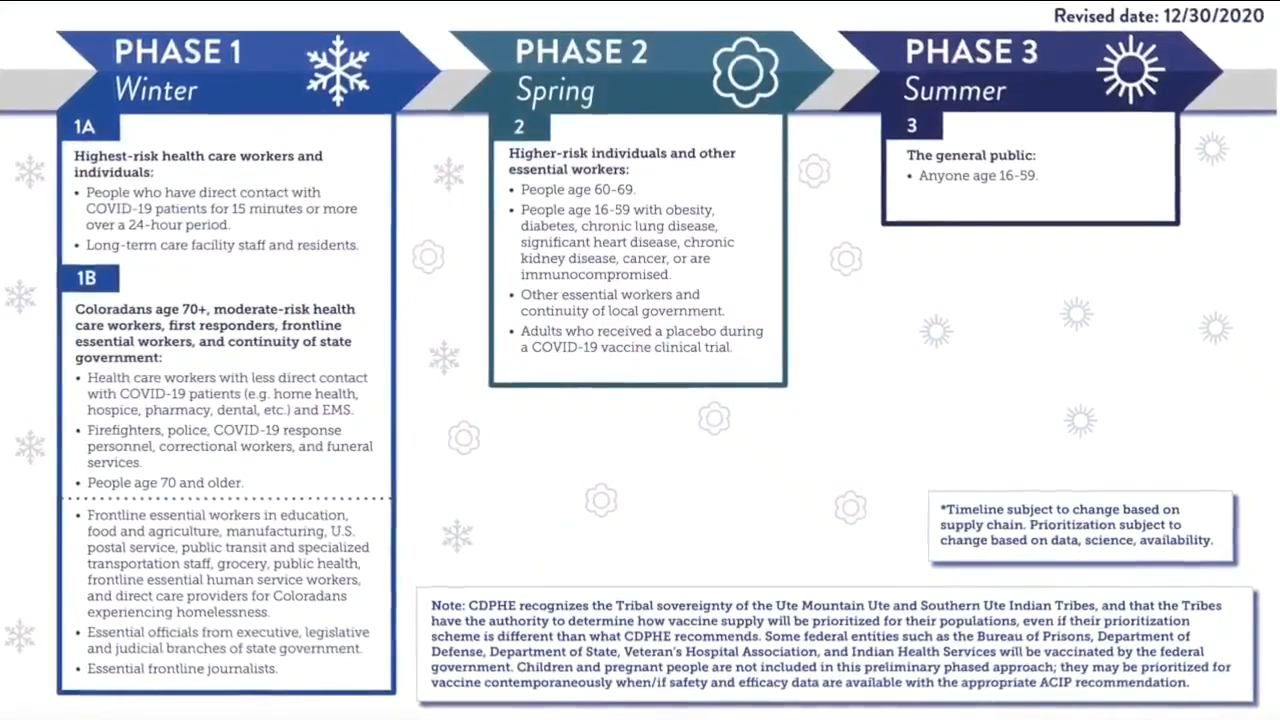 Revised date: 12/30/2020
PHASE 1
Winter
1A
Highest-risk health care workers and
individuals:
• People who have direct contact with
COVID-19 patients for 15 minutes or more
over a 24-hour period.
• Long-term care facility staff and residents.
1B
Coloradans age 70+, moderate-risk health
care workers, first responders, frontline
essential workers, and continuity of state
government:
• Health care workers with less direct contact
with COVID-19 patients (e.g. home health,
hospice, pharmacy, dental, etc.) and EMS.
• Firefighters, police, COVID-19 response
personnel, correctional workers, and funeral
services.
• People age 70 and older.
• Frontline essential workers in education,
food and agriculture, manufacturing, U.S.
postal service, public transit and specialized
transportation staff, grocery, public health,
frontline essential human service workers,
and direct care providers for Coloradans
experiencing homelessness.
• Essential officials from executive, legislative
and judicial branches of state government.
• Essential frontline journalists.
PHASE 2
Spring
2
Higher-risk individuals and other
essential workers:
• People age 60-69.
• People age 16-59 with obesity,
diabetes, chronic lung disease,
significant heart disease, chronic
kidney disease, cancer, or are
immunocompromised.
• Other essential workers and
continuity of local government.
• Adults who received a placebo during
a COVID-19 vaccine clinical trial.
PHASE 3
Summer
3
The general public:
• Anyone age 16-59.
*Timeline subject to change based on
supply chain. Prioritization subject to
change based on data, science, availability.
Note: CDPHE recognizes the Tribal sovereignty of the Ute Mountain Ute and Southern Ute Indian Tribes, and that the Tribes
have the authority to determine how vaccine supply will be prioritized for their populations, even if their prioritization
scheme is different than what CDPHE recommends. Some federal entities such as the Bureau of Prisons, Department of
Defense, Department of State, Veteran's Hospital Association, and Indian Health Services will be vaccinated by the federal
government. Children and pregnant people are not included in this preliminary phased approach; they may be prioritized for
vaccine contemporaneously when/if safety and efficacy data are available with the appropriate ACIP recommendation.